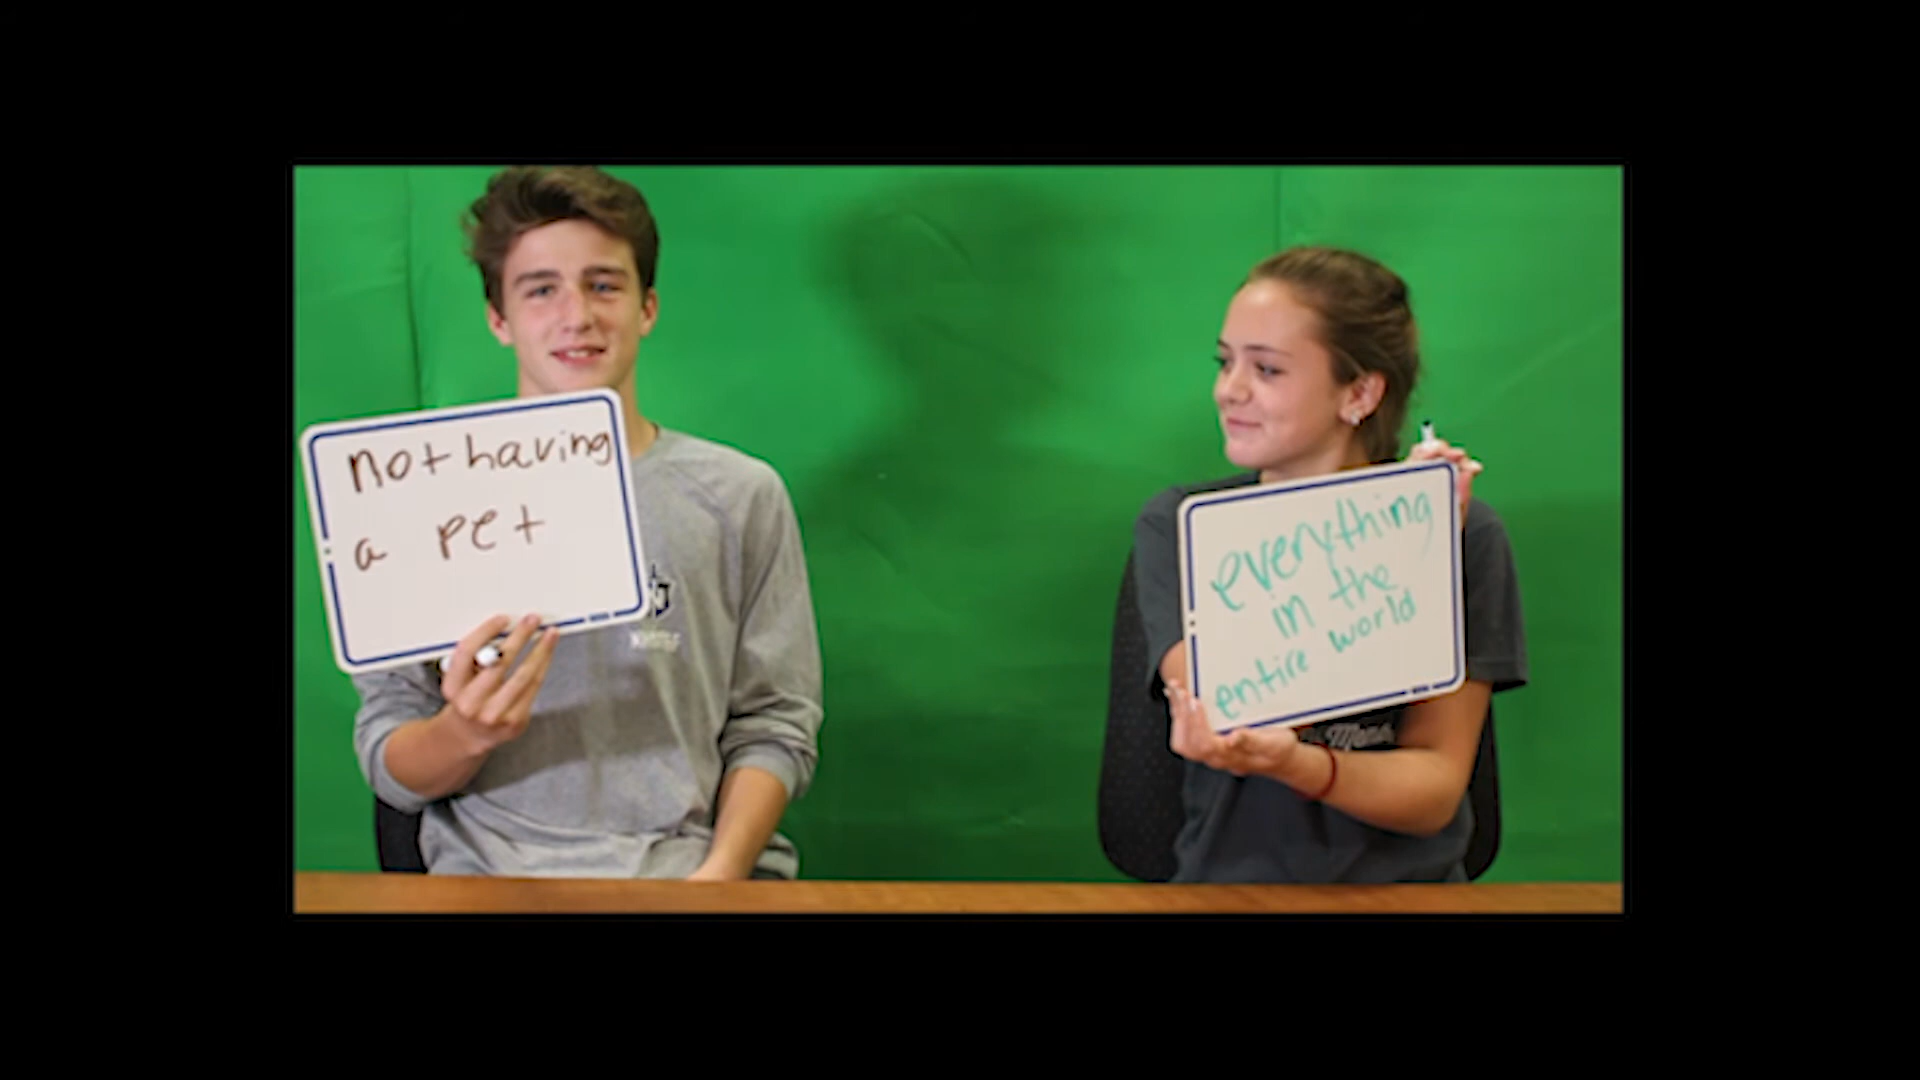 not having
a pet
everything
in the
entire world